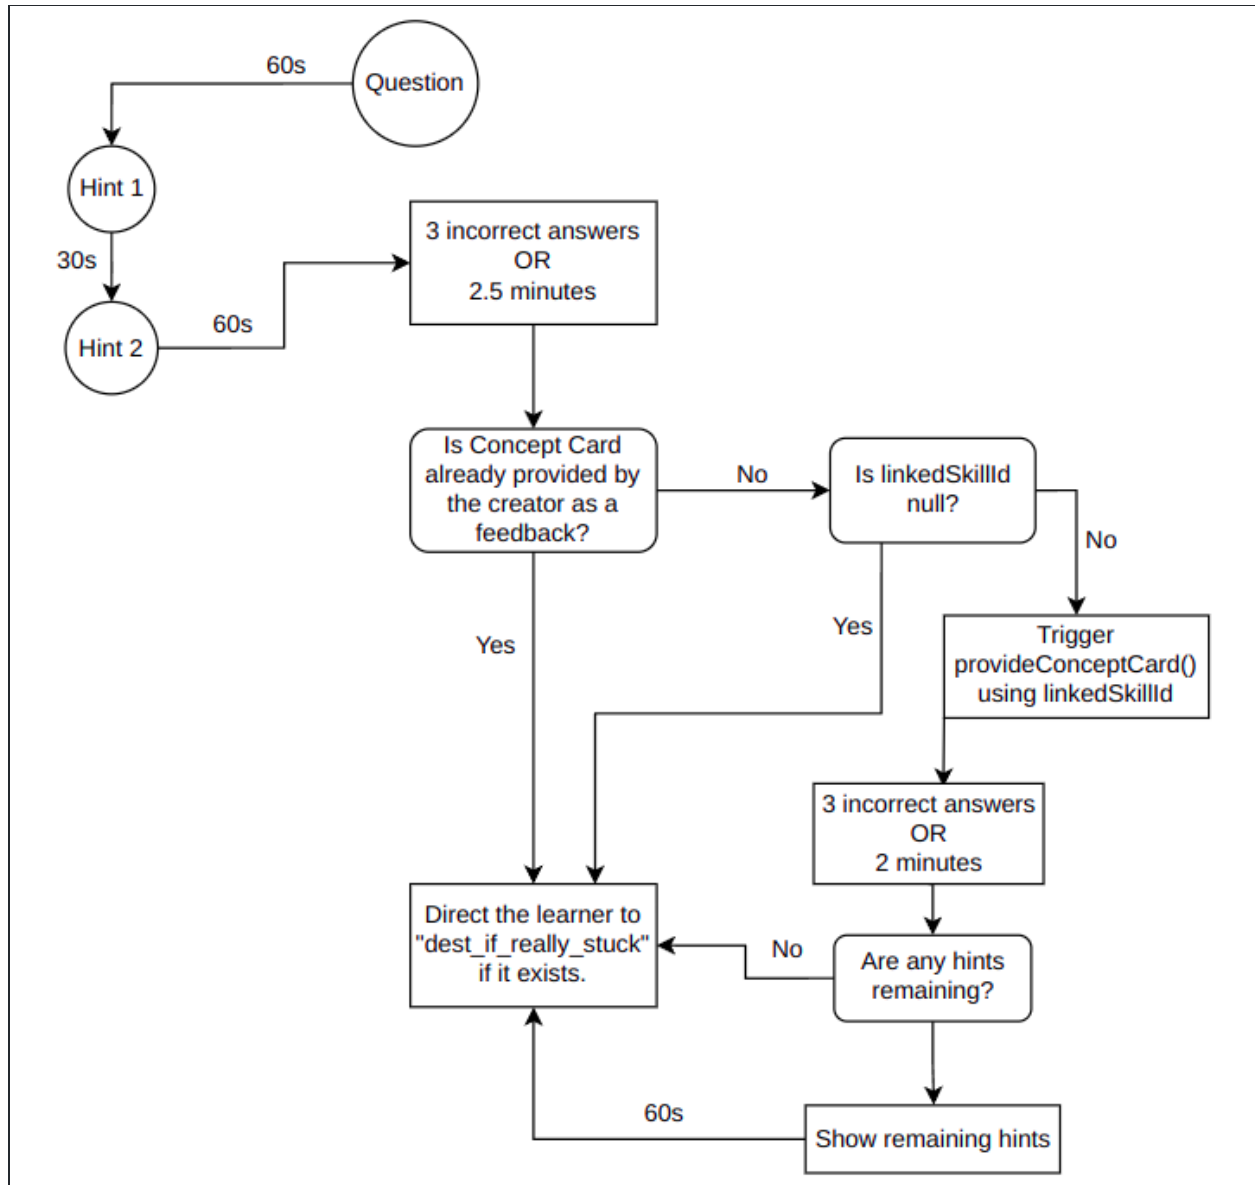 60s
Question
Hint 1
30s
Hint 2
60s
3 incorrect answers
OR
2.5 minutes
Is Concept Card
already provided by
the creator as a
feedback?
No
Is linkedSkillId
null?
No
Yes
Yes
Trigger
provideConceptCard()
using linkedSkillId
3 incorrect answers
OR
2 minutes
Direct the learner to
"dest_if_really_stuck"
if it exists.
No
Are any hints
remaining?
60s
Show remaining hints